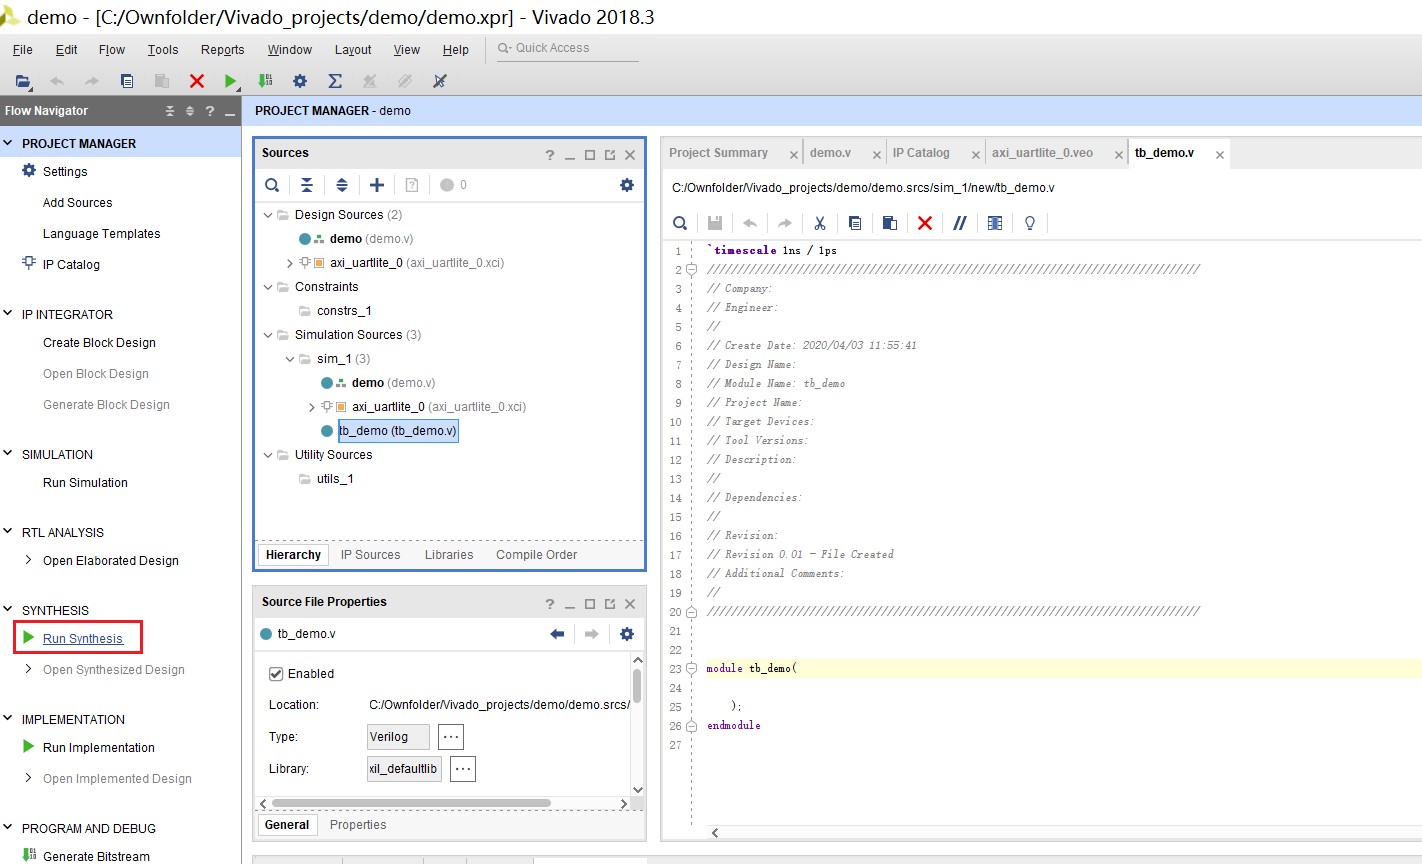 demo - [C:/Ownfolder/Vivado_projects/demo/demo.xpr] - Vivado 2018.3
File Edit Flow Tools Reports Window Layout View Help Quick Access
Flow Navigator
PROJECT MANAGER
Settings
Add Sources
Language Templates
IP Catalog
IP INTEGRATOR
Create Block Design
Open Block Design
Generate Block Design
SIMULATION
Run Simulation
RTL ANALYSIS
Open Elaborated Design
SYNTHESIS
Run Synthesis
Open Synthesized Design
IMPLEMENTATION
Run Implementation
Open Implemented Design
PROGRAM AND DEBUG
Generate Bitstream
PROJECT MANAGER - demo
Sources
0
Design Sources (2)
demo (demo.v)
axi_uartlite_0 (axi_uartlite_0.xci)
Constraints
constrs_1
Simulation Sources (3)
sim_1 (3)
demo (demo.v)
axi_uartlite_0 (axi_uartlite_0.xci)
tb_demo (tb_demo.v)
Utility Sources
utils_1
Hierarchy IP Sources Libraries Compile Order
Source File Properties
tb_demo.v
Enabled
Location: C:/Ownfolder/Vivado_projects/demo/demo.srcs/
Type: Verilog ...
Library: xil_defaultlib ...
General Properties
Project Summary demo.v IP Catalog axi_uartlite_0.veo tb_demo.v
C:/Ownfolder/Vivado_projects/demo/demo.srcs/sim_1/new/tb_demo.v
1 `timescale 1ns / 1ps
2 //////////////////////////////////////////////////////////////////////////////////
3 // Company:
4 // Engineer:
5 //
6 // Create Date: 2020/04/03 11:55:41
7 // Design Name:
8 // Module Name: tb_demo
9 // Project Name:
10 // Target Devices:
11 // Tool Versions:
12 // Description:
13 //
14 // Dependencies:
15 //
16 // Revision:
17 // Revision 0.01 - File Created
18 // Additional Comments:
19 //
20 //////////////////////////////////////////////////////////////////////////////////
21
22
23 module tb_demo(
24
25 );
26 endmodule
27